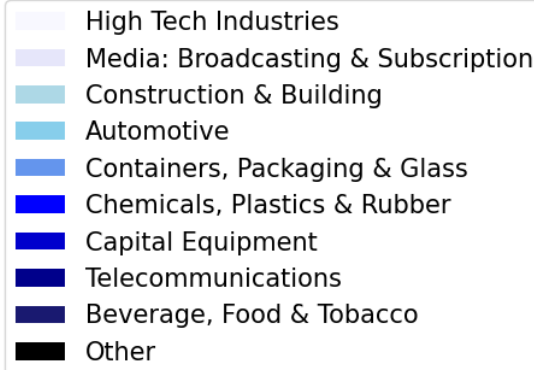 High Tech Industries
Media: Broadcasting & Subscription
Construction & Building
Automotive
Containers, Packaging & Glass
Chemicals, Plastics & Rubber
Capital Equipment
Telecommunications
Beverage, Food & Tobacco
Other